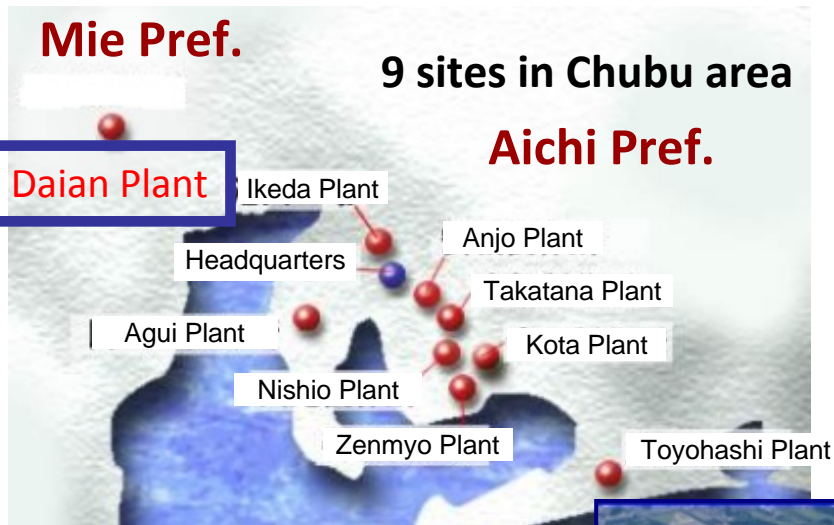 Mie Pref.
9 sites in Chubu area
Aichi Pref.
Daian Plant
Ikeda Plant
Anjo Plant
Headquarters
Takatana Plant
Agui Plant
Kota Plant
Nishio Plant
Zenmyo Plant
Toyohashi Plant